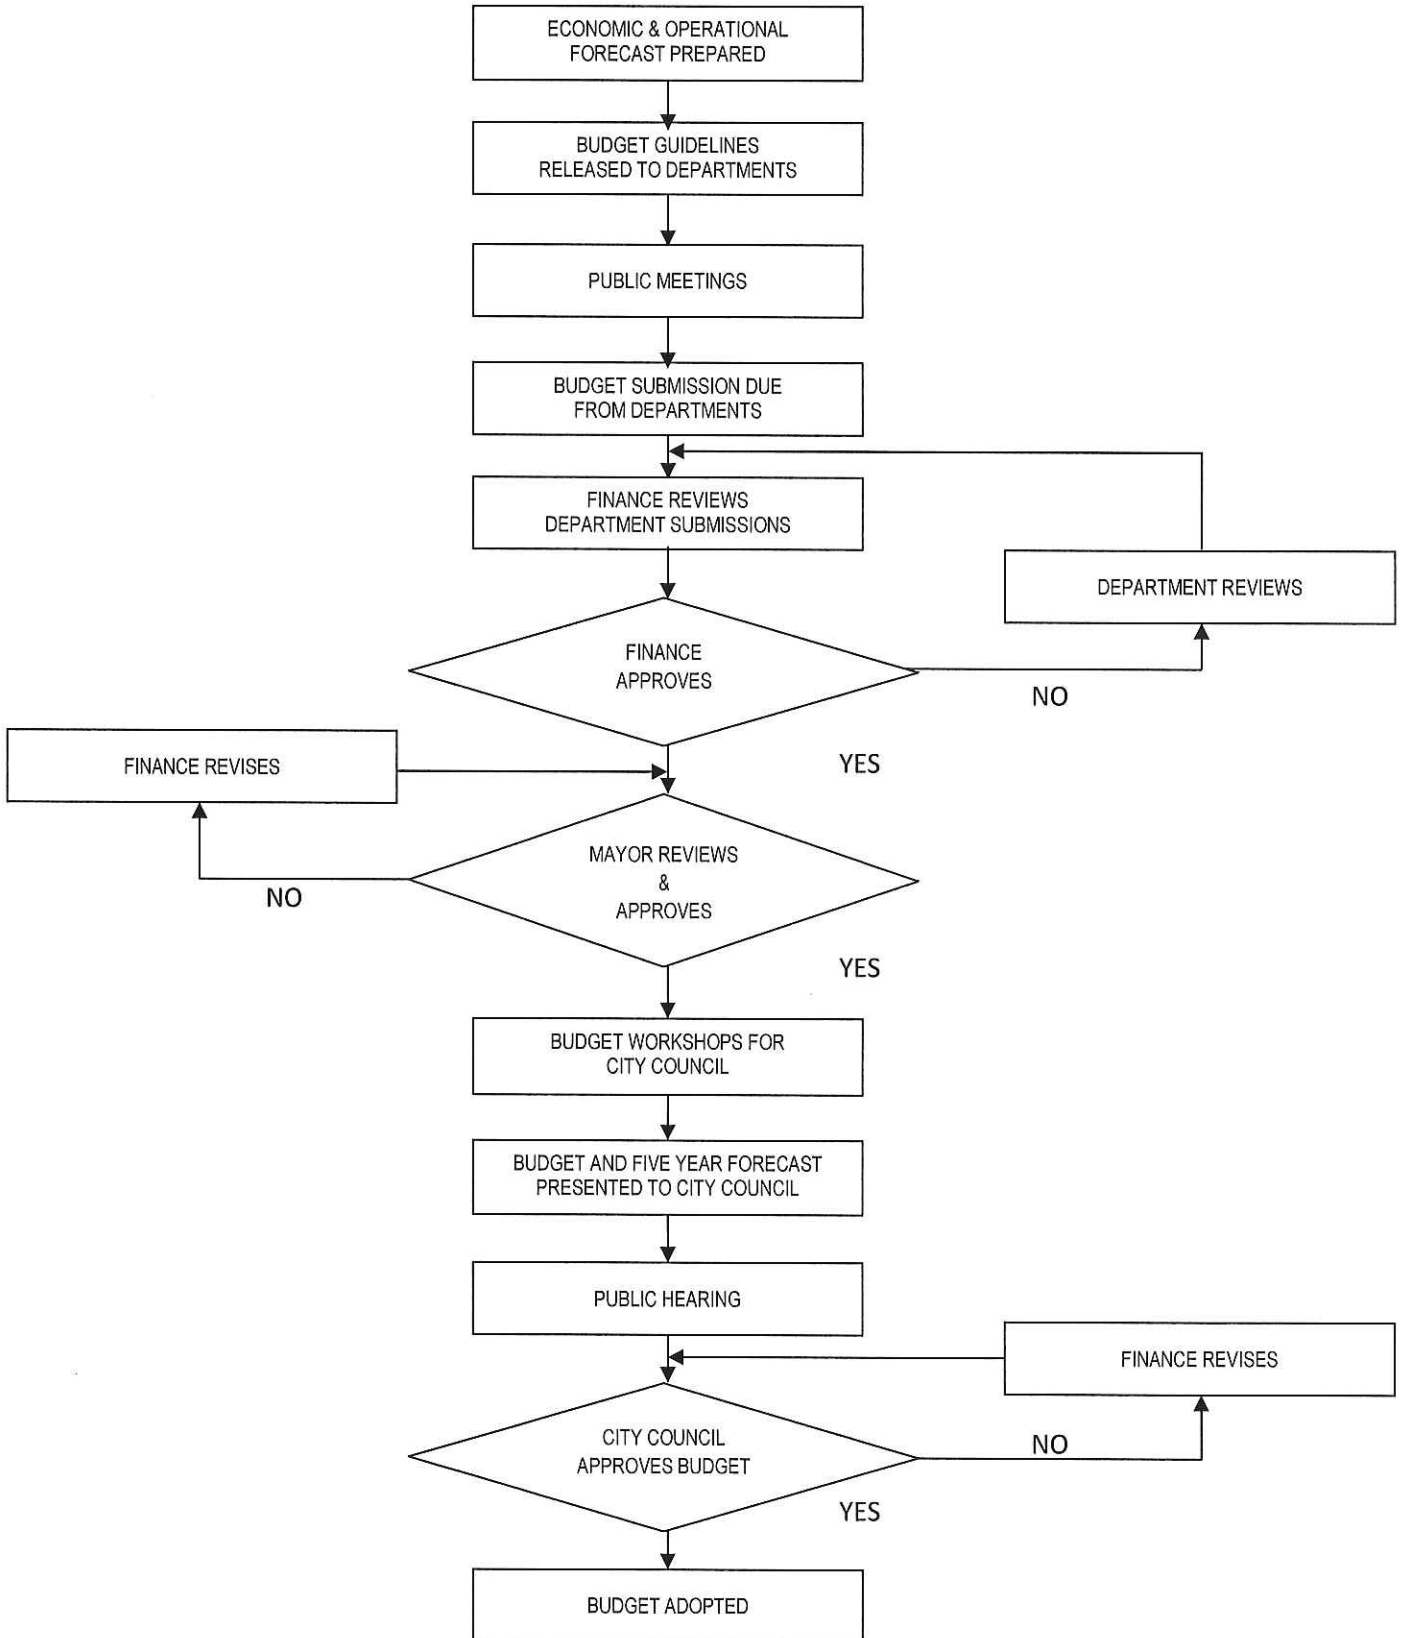 ECONOMIC & OPERATIONAL
FORECAST PREPARED
BUDGET GUIDELINES
RELEASED TO DEPARTMENTS
PUBLIC MEETINGS
BUDGET SUBMISSION DUE
FROM DEPARTMENTS
FINANCE REVIEWS
DEPARTMENT SUBMISSIONS
DEPARTMENT REVIEWS
FINANCE
APPROVES
NO
YES
FINANCE REVISES
MAYOR REVIEWS
&
APPROVES
NO
YES
BUDGET WORKSHOPS FOR
CITY COUNCIL
BUDGET AND FIVE YEAR FORECAST
PRESENTED TO CITY COUNCIL
PUBLIC HEARING
FINANCE REVISES
CITY COUNCIL
APPROVES BUDGET
NO
YES
BUDGET ADOPTED